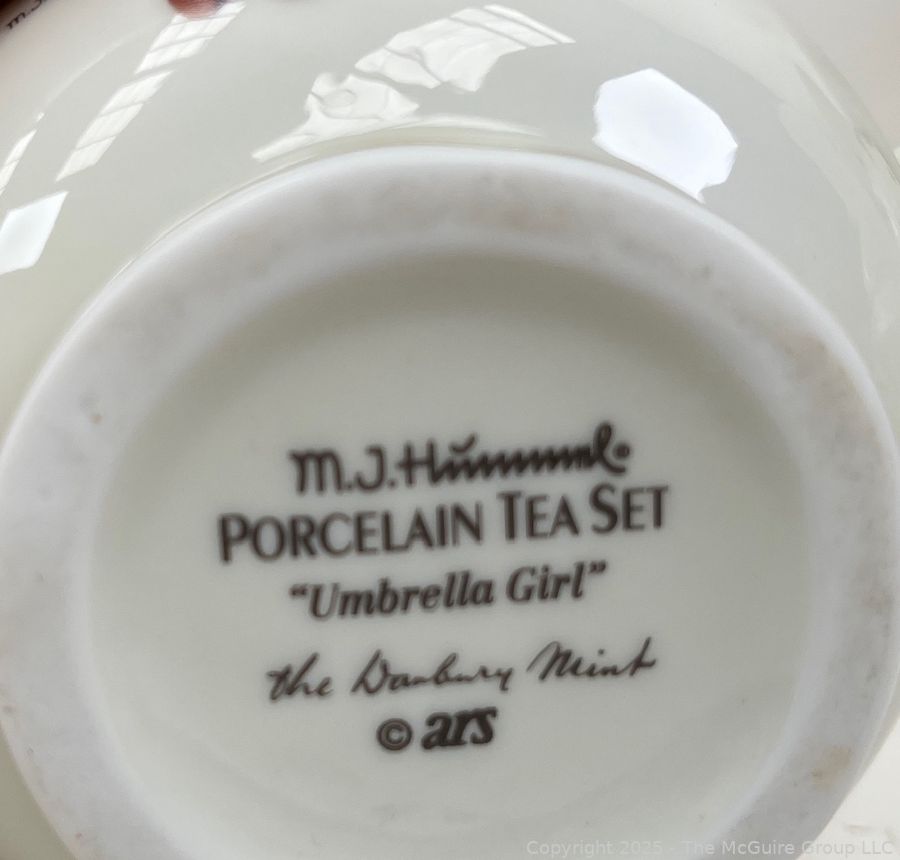 M.J.
M.J.Hummel
PORCELAIN TEA SET
“Umbrella Girl”
the Danbury Mint
© ars
Copyright 2025 - The McGuire Group LLC